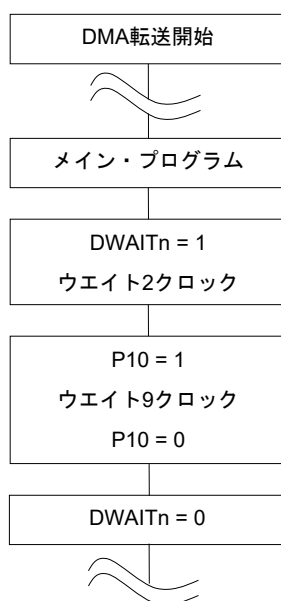 DMA転送開始
メイン・プログラム
DWAITn = 1
ウエイト2クロック
P10 = 1
ウエイト9クロック
P10 = 0
DWAITn = 0